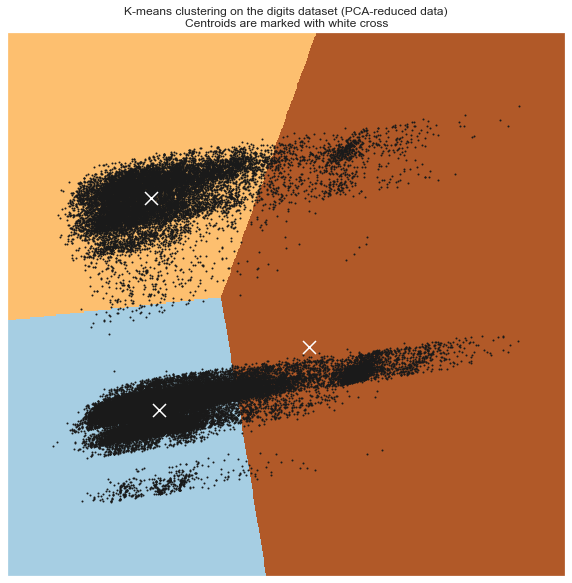 K-means clustering on the digits dataset (PCA-reduced data)
Centroids are marked with white cross